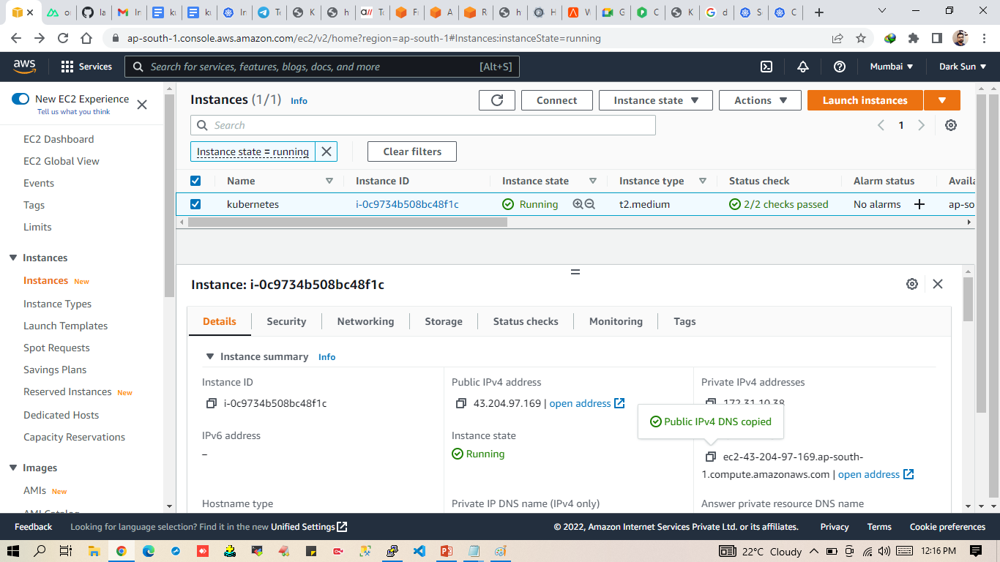 ap-south-1.console.aws.amazon.com/ec2/v2/home?region=ap-south-1#Instances:instanceState=running
aws
Services
Search for services, features, blogs, docs, and more
[Alt+S]
Mumbai
Dark Sun
New EC2 Experience
Tell us what you think
EC2 Dashboard
EC2 Global View
Events
Tags
Limits
Instances
Instances New
Instance Types
Launch Templates
Spot Requests
Savings Plans
Reserved Instances New
Dedicated Hosts
Capacity Reservations
Images
AMIs New
AMI Catalog
Instances (1/1) Info
Connect
Instance state
Actions
Launch instances
Search
1
Instance state = running
Clear filters
Name Instance ID Instance state Instance type Status check Alarm status Availa
kubernetes i-0c9734b508bc48f1c Running t2.medium 2/2 checks passed No alarms ap-so
Instance: i-0c9734b508bc48f1c
Details Security Networking Storage Status checks Monitoring Tags
Instance summary Info
Instance ID
i-0c9734b508bc48f1c
Public IPv4 address
43.204.97.169 | open address
Private IPv4 addresses
172.31.10.38
Public IPv4 DNS copied
IPv6 address
–
Instance state
Running
ec2-43-204-97-169.ap-south-
1.compute.amazonaws.com | open address
Hostname type
Private IP DNS name (IPv4 only)
Answer private resource DNS name
Feedback
Looking for language selection? Find it in the new Unified Settings
© 2022, Amazon Internet Services Private Ltd. or its affiliates.
Privacy
Terms
Cookie preferences
22°C Cloudy
12:16 PM